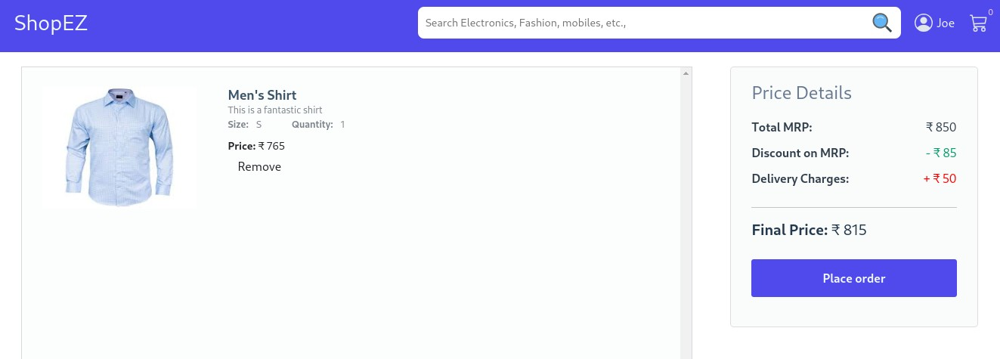 ShopEZ
Search Electronics, Fashion, mobiles, etc.,
Joe
0
Men's Shirt
This is a fantastic shirt
Size: S Quantity: 1
Price: ₹ 765
Remove
Price Details
Total MRP: ₹ 850
Discount on MRP: - ₹ 85
Delivery Charges: + ₹ 50
Final Price: ₹ 815
Place order